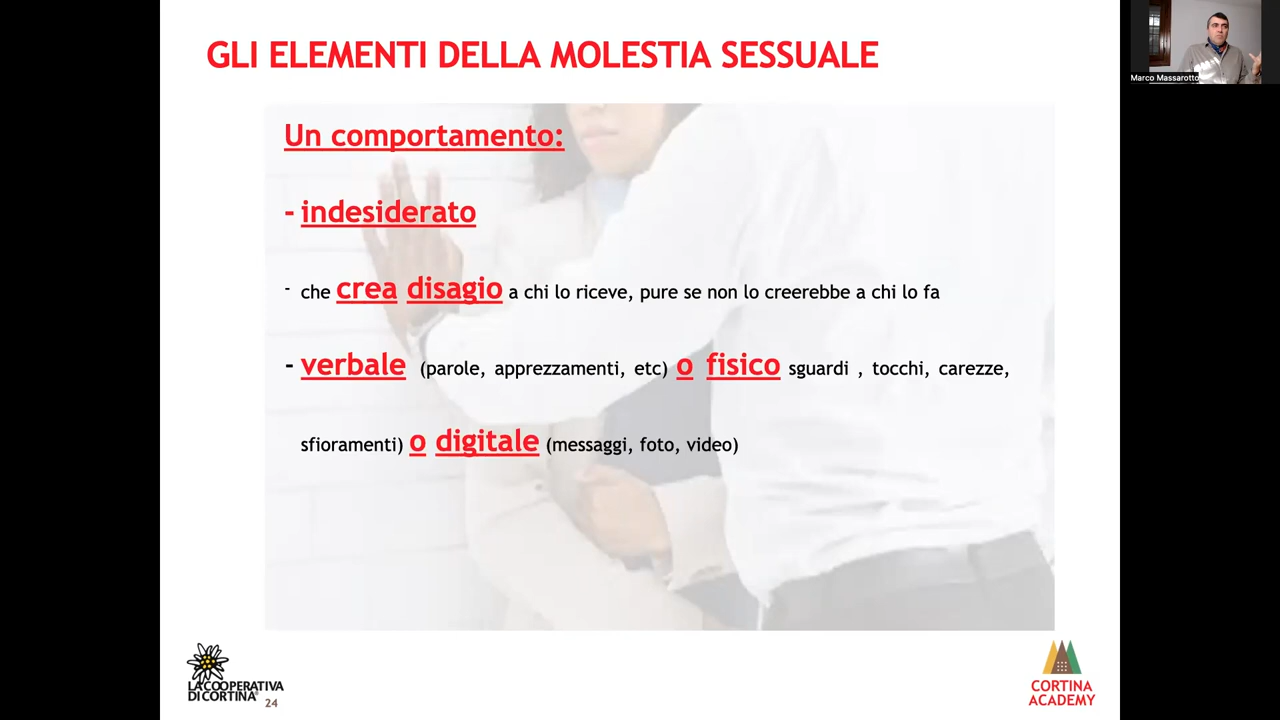 GLI ELEMENTI DELLA MOLESTIA SESSUALE
Marco Massarotto
Un comportamento:
- indesiderato
- che crea disagio a chi lo riceve, pure se non lo creerebbe a chi lo fa
- verbale (parole, apprezzamenti, etc) o fisico sguardi , tocchi, carezze,
sfioramenti) o digitale (messaggi, foto, video)
LA COOPERATIVA
DI CORTINA
24
CORTINA
ACADEMY